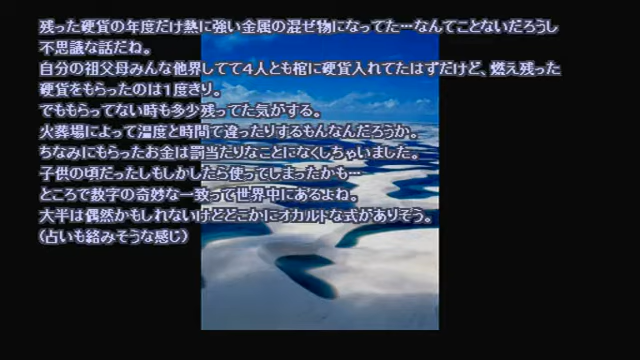 残った硬貨の年度だけ熱に強い金属の混ぜ物になってた…なんてことないだろうし
不思議な話だね。
自分の祖父母みんな他界してて４人とも棺に硬貨入れてたはずだけど、燃え残った
硬貨をもらったのは１度きり。
でももらってない時も多少残ってた気がする。
火葬場によって温度と時間で違ったりするもんなんだろうか。
ちなみにもらったお金は罰当たりなことになくしちゃいました。
子供の頃だったしもしかしたら使ってしまったかも…
ところで数字の奇妙な一致って世界中にあるよね。
大半は偶然かもしれないけどどこかにオカルトな式がありそう。
（占いも絡みそうな感じ）